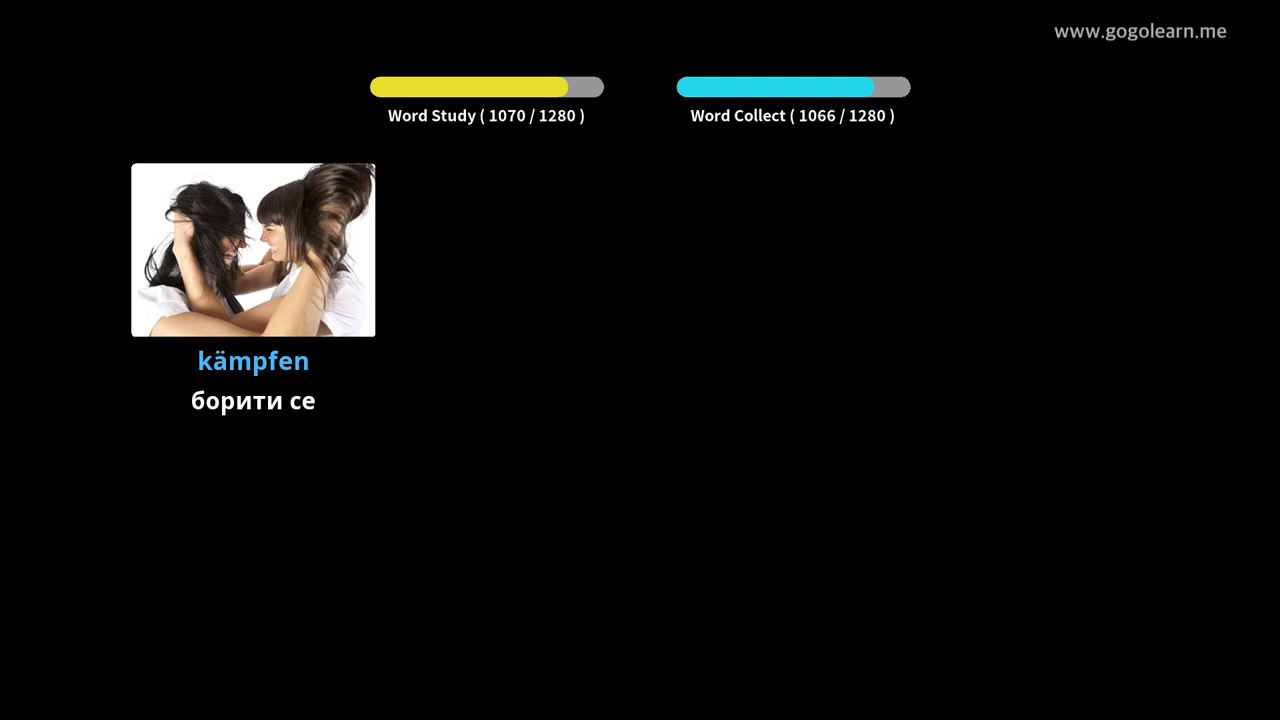 www.gogolearn.me
Word Study ( 1070 / 1280 )
Word Collect ( 1066 / 1280 )
kämpfen
борити се